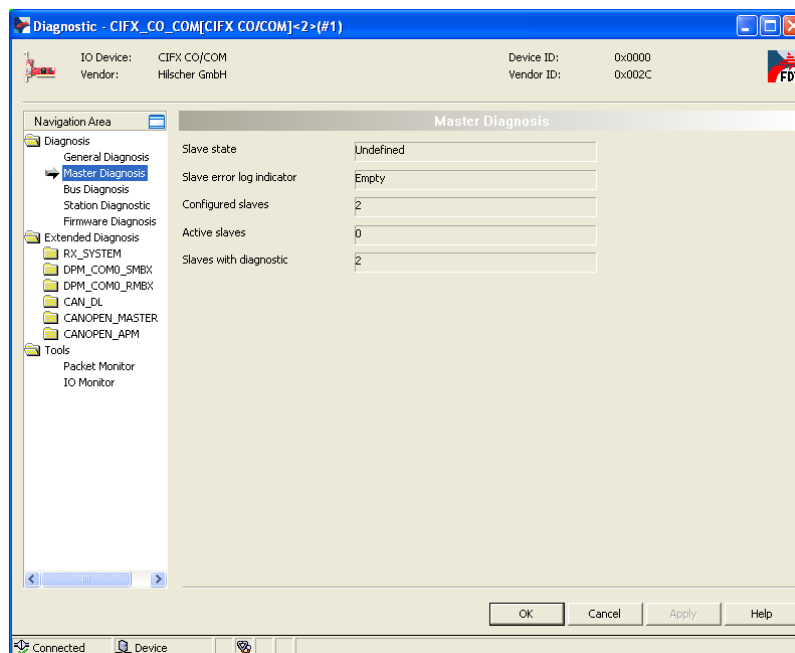 Diagnostic - CIFX_CO_COM[CIFX CO/COM]<2>(#1)
IO Device: CIFX CO/COM Device ID: 0x0000
Vendor: Hilscher GmbH Vendor ID: 0x002C
FDT
Navigation Area
Master Diagnosis
Diagnosis
General Diagnosis
Master Diagnosis
Bus Diagnosis
Station Diagnostic
Firmware Diagnosis
Extended Diagnosis
RX_SYSTEM
DPM_COM0_SMBX
DPM_COM0_RMBX
CAN_DL
CANOPEN_MASTER
CANOPEN_APM
Tools
Packet Monitor
IO Monitor
Slave state Undefined
Slave error log indicator Empty
Configured slaves 2
Active slaves 0
Slaves with diagnostic 2
OK Cancel Apply Help
Connected Device